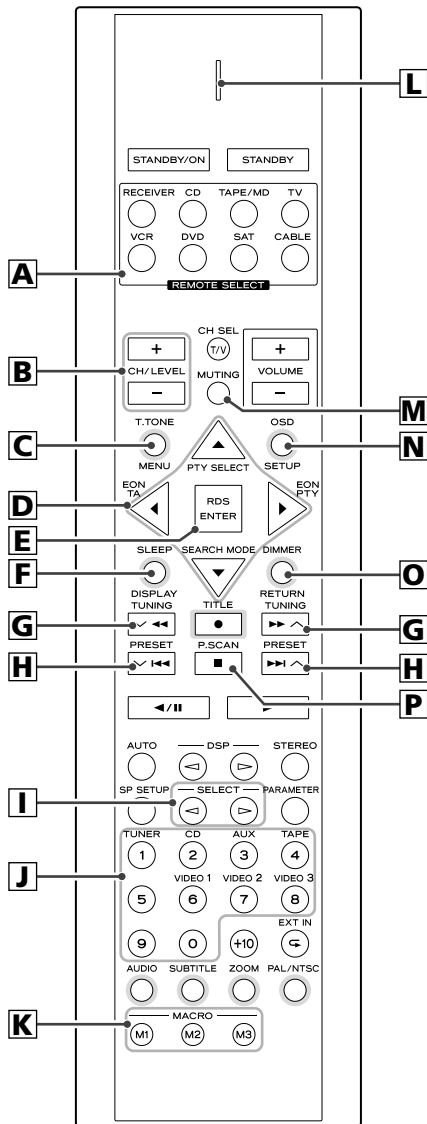 L
STANDBY/ON STANDBY
RECEIVER CD TAPE/MD TV
VCR DVD SAT CABLE
A
REMOTE SELECT
CH SEL
+ T/V +
B CH/LEVEL VOLUME
MUTING
− −
M
T.TONE OSD
C N
MENU PTY SELECT SETUP
EON TA EON PTY
D
RDS
ENTER
E
SLEEP SEARCH MODE DIMMER
F O
DISPLAY TITLE RETURN
TUNING TUNING
G G
PRESET P.SCAN PRESET
H H
P
AUTO DSP STEREO
SP SETUP SELECT PARAMETER
I
TUNER CD AUX TAPE
1 2 3 4
J
VIDEO 1 VIDEO 2 VIDEO 3
5 6 7 8
EXT IN
9 0 +10
AUDIO SUBTITLE ZOOM PAL/NTSC
MACRO
K M1 M2 M3